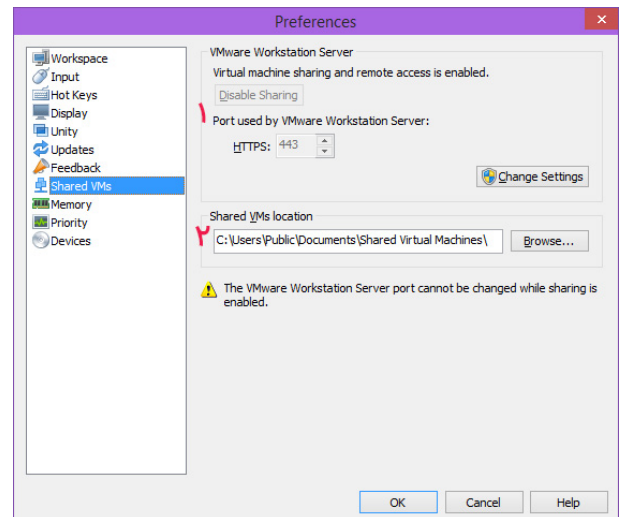 Preferences
Workspace
Input
Hot Keys
Display
Unity
Updates
Feedback
Shared VMs
Memory
Priority
Devices
VMware Workstation Server
Virtual machine sharing and remote access is enabled.
Disable Sharing
۱
Port used by VMware Workstation Server:
HTTPS: 443
Change Settings
Shared VMs location
۲
C:\Users\Public\Documents\Shared Virtual Machines\ Browse...
The VMware Workstation Server port cannot be changed while sharing is
enabled.
OK Cancel Help